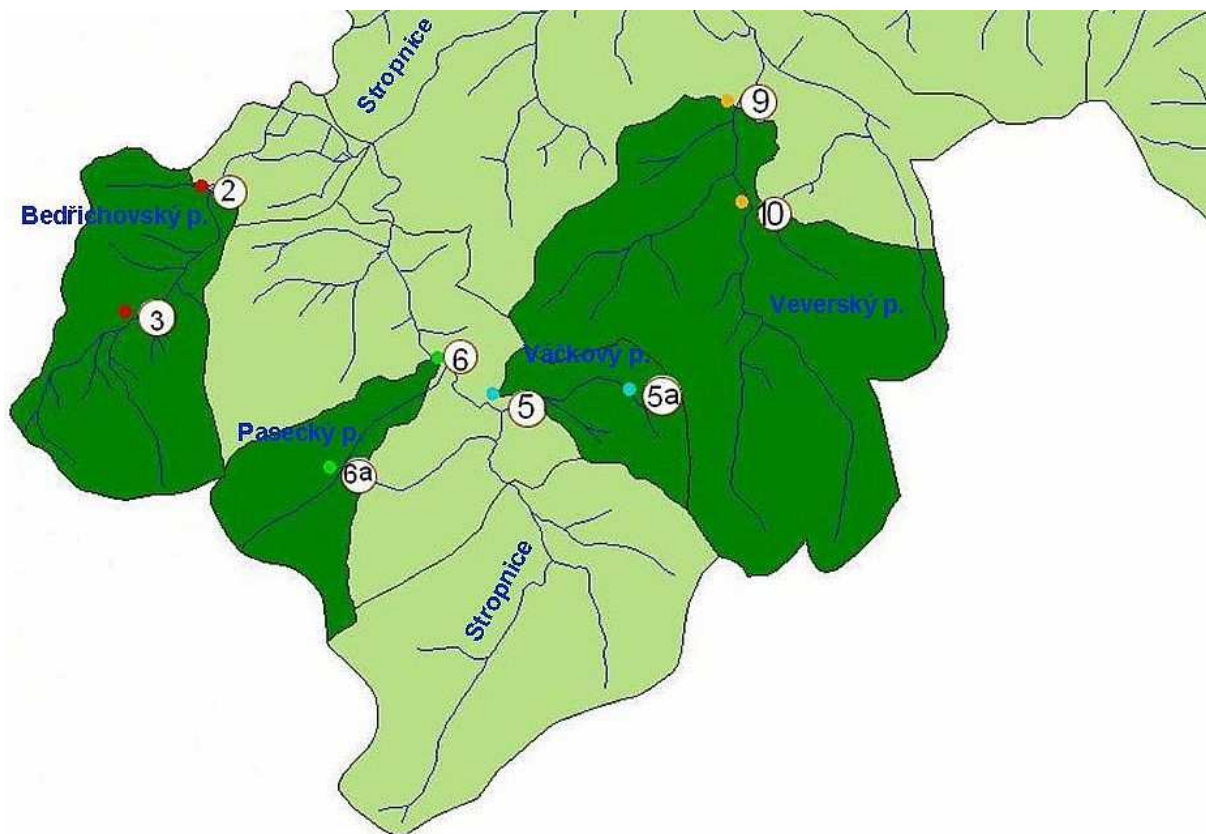 Stropnice
9
2
10
Bedřichovský p.
Veverský p.
3
6
Váčkový p.
5a
5
Pasecký p.
6a
Stropnice